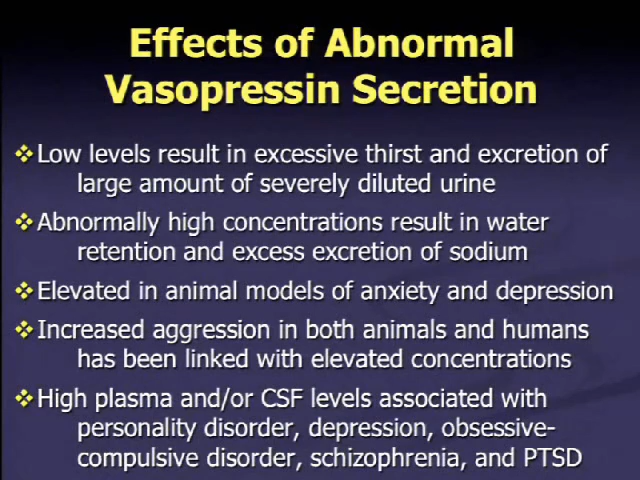 Effects of Abnormal
Vasopressin Secretion
❖Low levels result in excessive thirst and excretion of
large amount of severely diluted urine
❖Abnormally high concentrations result in water
retention and excess excretion of sodium
❖Elevated in animal models of anxiety and depression
❖Increased aggression in both animals and humans
has been linked with elevated concentrations
❖High plasma and/or CSF levels associated with
personality disorder, depression, obsessive-
compulsive disorder, schizophrenia, and PTSD